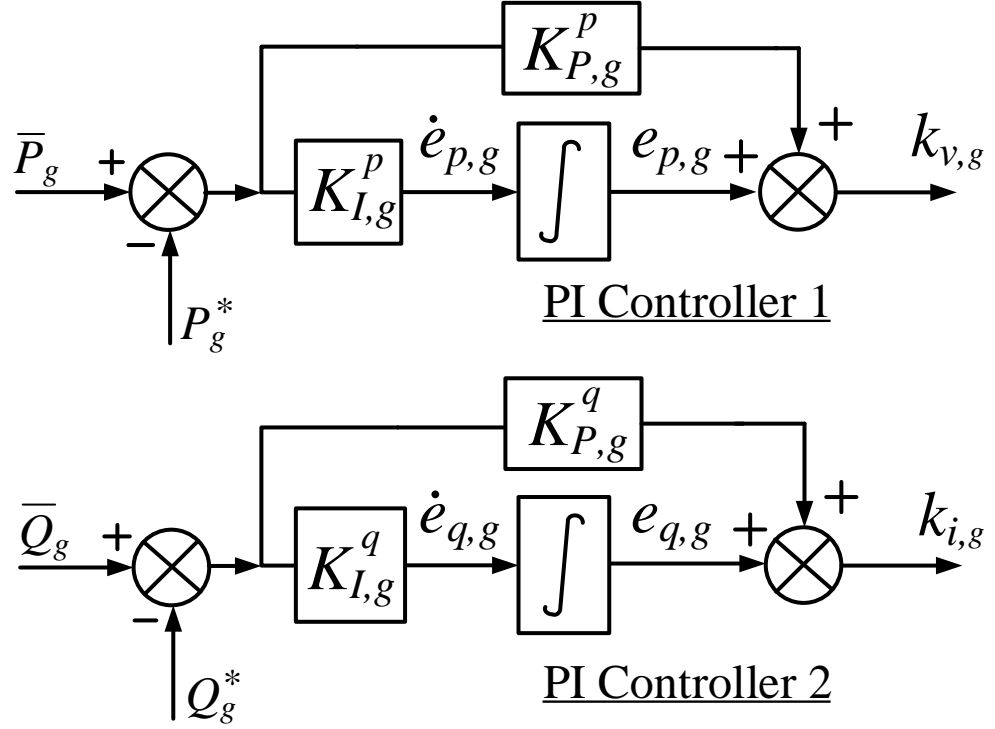 K^p_{P,g}
+
P̅_g + K^p_{I,g} ė_{p,g} ∫ e_{p,g} + k_{v,g}
−
P^*_g
PI Controller 1
K^q_{P,g}
+
Q̅_g + K^q_{I,g} ė_{q,g} ∫ e_{q,g} + k_{i,g}
−
Q^*_g
PI Controller 2